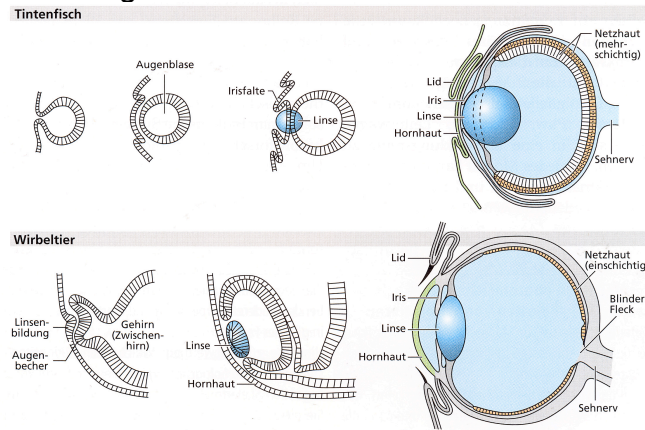 Tintenfisch
Augenblase
Irisfalte
Linse
Lid
Iris
Linse
Hornhaut
Netzhaut
(mehr-
schichtig)
Sehnerv
Wirbeltier
Linsen-
bildung
Augen-
becher
Gehirn
(Zwischen-
hirn)
Linse
Hornhaut
Lid
Iris
Linse
Hornhaut
Netzhaut
(einschichtig
Blinder
Fleck
Sehnerv